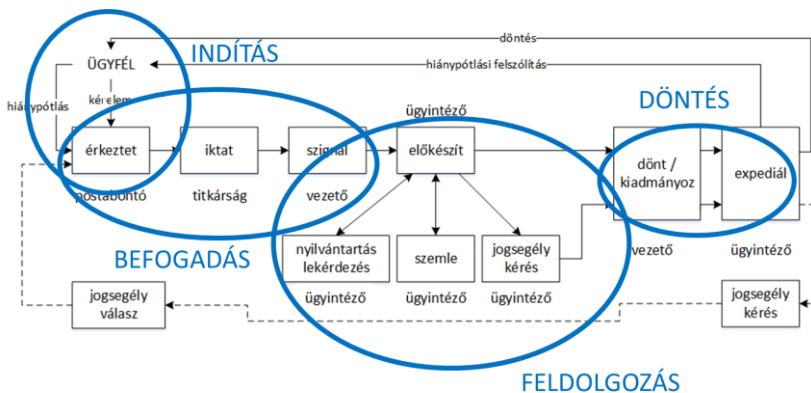 döntés
INDÍTÁS
ÜGYFÉL
hiánypótlási felszólítás
hiánypótlás
kérelem
ügyintéző
DÖNTÉS
érkeztet
iktat
szignál
előkészít
dönt /
kiadmányoz
expediál
postabontó
titkárság
vezető
BEFOGADÁS
nyilvántartás
lekérdezés
szemle
jogsegély
kérés
vezető
ügyintéző
ügyintéző
ügyintéző
ügyintéző
jogsegély
válasz
jogsegély
kérés
FELDOLGOZÁS